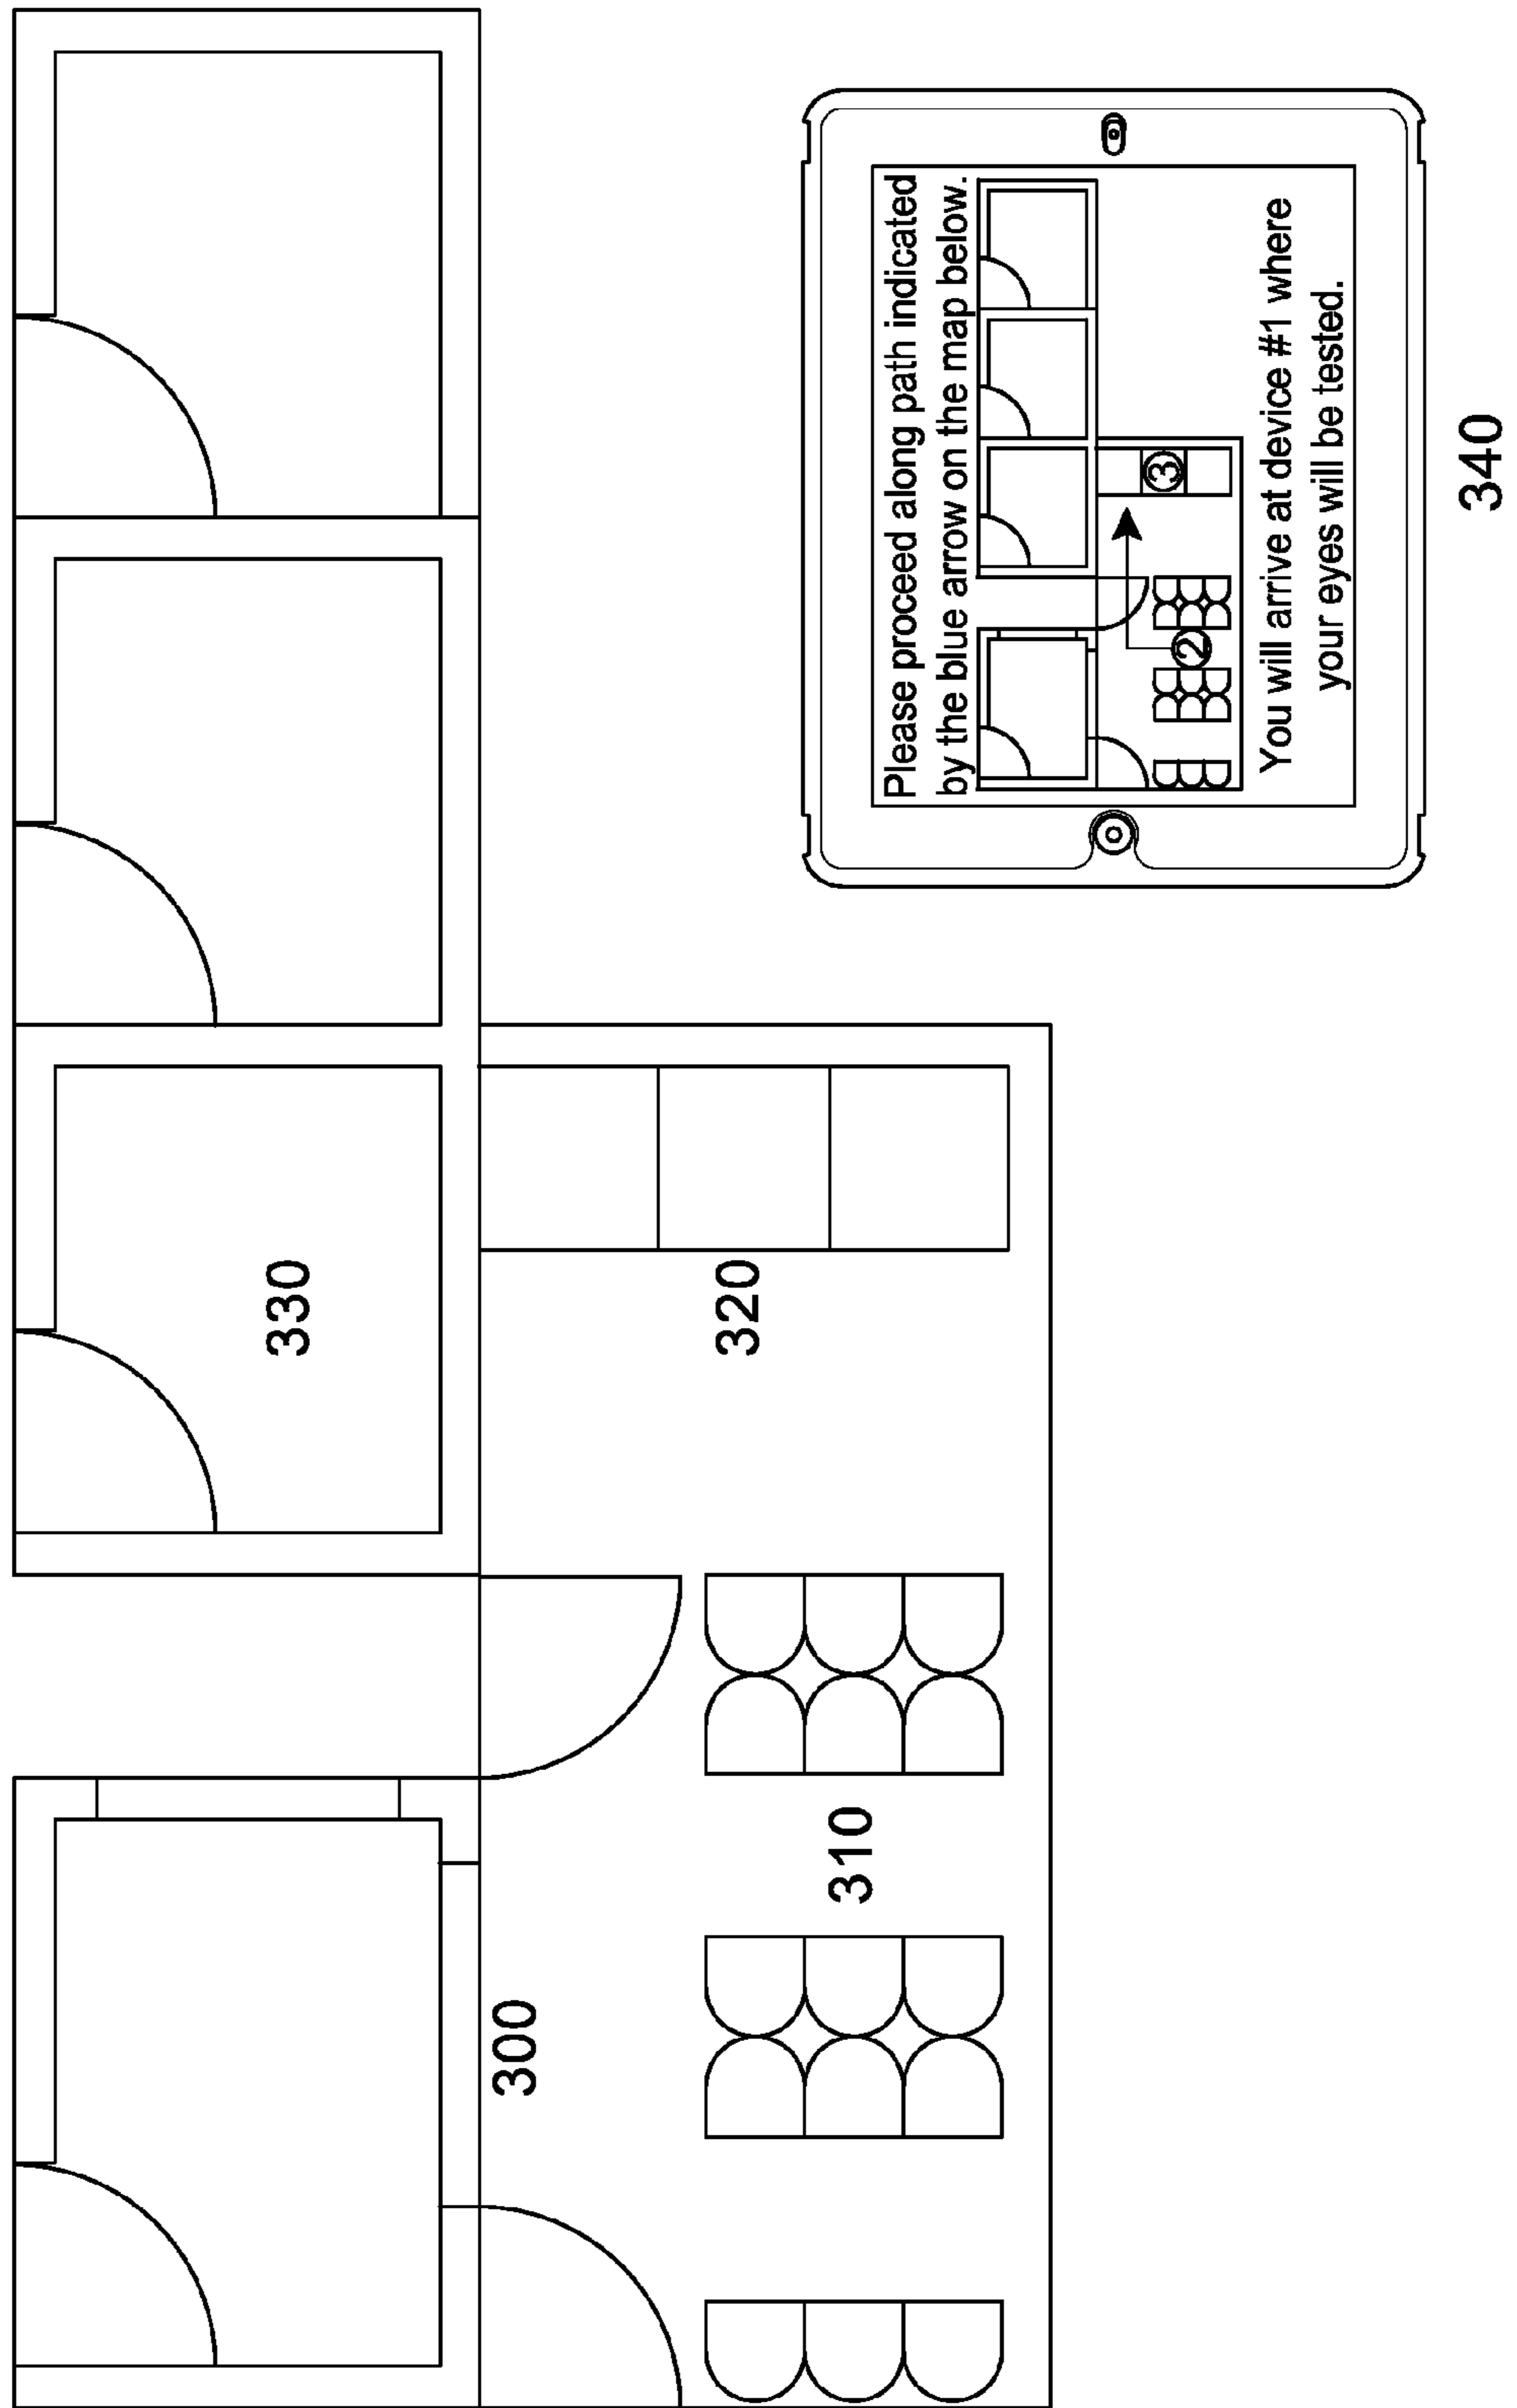 330
300
320
310
Please proceed along path indicated
by the blue arrow on the map below.
3
2
You will arrive at device #1 where
your eyes will be tested.
340